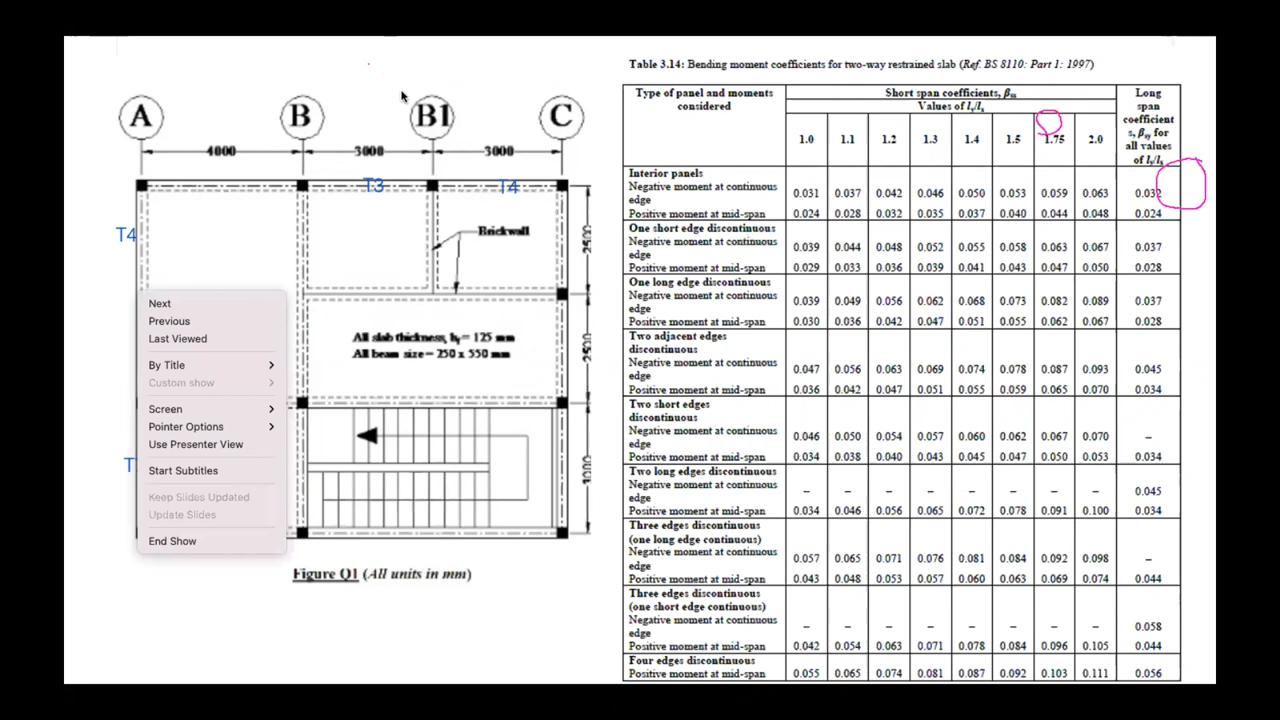 Table 3.14: Bending moment coefficients for two-way restrained slab (Ref. BS 8110: Part 1: 1997)
A B B1 C
4000 3000 3000
T3 T4
T4
Brickwall
2500
Next
Previous
Last Viewed
By Title
Custom show
Screen
Pointer Options
Use Presenter View
Start Subtitles
Keep Slides Updated
Update Slides
End Show
All slab thickness, hf = 125 mm
All beam size = 250 x 550 mm
2500
T
Figure Q1 (All units in mm)
Type of panel and moments considered Short span coefficients, βsx Long span coefficient s, βsy for all values of ly/lx
Values of ly/lx
1.0 1.1 1.2 1.3 1.4 1.5 1.75 2.0
Interior panels
Negative moment at continuous
edge 0.031 0.037 0.042 0.046 0.050 0.053 0.059 0.063 0.032
Positive moment at mid-span 0.024 0.028 0.032 0.035 0.037 0.040 0.044 0.048 0.024
One short edge discontinuous
Negative moment at continuous
edge 0.039 0.044 0.048 0.052 0.055 0.058 0.063 0.067 0.037
Positive moment at mid-span 0.029 0.033 0.036 0.039 0.041 0.043 0.047 0.050 0.028
One long edge discontinuous
Negative moment at continuous
edge 0.039 0.049 0.056 0.062 0.068 0.073 0.082 0.089 0.037
Positive moment at mid-span 0.030 0.036 0.042 0.047 0.051 0.055 0.062 0.067 0.028
Two adjacent edges
discontinuous
Negative moment at continuous
edge 0.047 0.056 0.063 0.069 0.074 0.078 0.087 0.093 0.045
Positive moment at mid-span 0.036 0.042 0.047 0.051 0.055 0.059 0.065 0.070 0.034
Two short edges
discontinuous
Negative moment at continuous
edge 0.046 0.050 0.054 0.057 0.060 0.062 0.067 0.070 –
Positive moment at mid-span 0.034 0.038 0.040 0.043 0.045 0.047 0.050 0.053 0.034
Two long edges discontinuous
Negative moment at continuous
edge – – – – – – – – 0.045
Positive moment at mid-span 0.034 0.046 0.056 0.065 0.072 0.078 0.091 0.100 0.034
Three edges discontinuous
(one long edge continuous)
Negative moment at continuous
edge 0.057 0.065 0.071 0.076 0.081 0.084 0.092 0.098 –
Positive moment at mid-span 0.043 0.048 0.053 0.057 0.060 0.063 0.069 0.074 0.044
Three edges discontinuous
(one short edge continuous)
Negative moment at continuous
edge – – – – – – – – 0.058
Positive moment at mid-span 0.042 0.054 0.063 0.071 0.078 0.084 0.096 0.105 0.044
Four edges discontinuous
Positive moment at mid-span 0.055 0.065 0.074 0.081 0.087 0.092 0.103 0.111 0.056